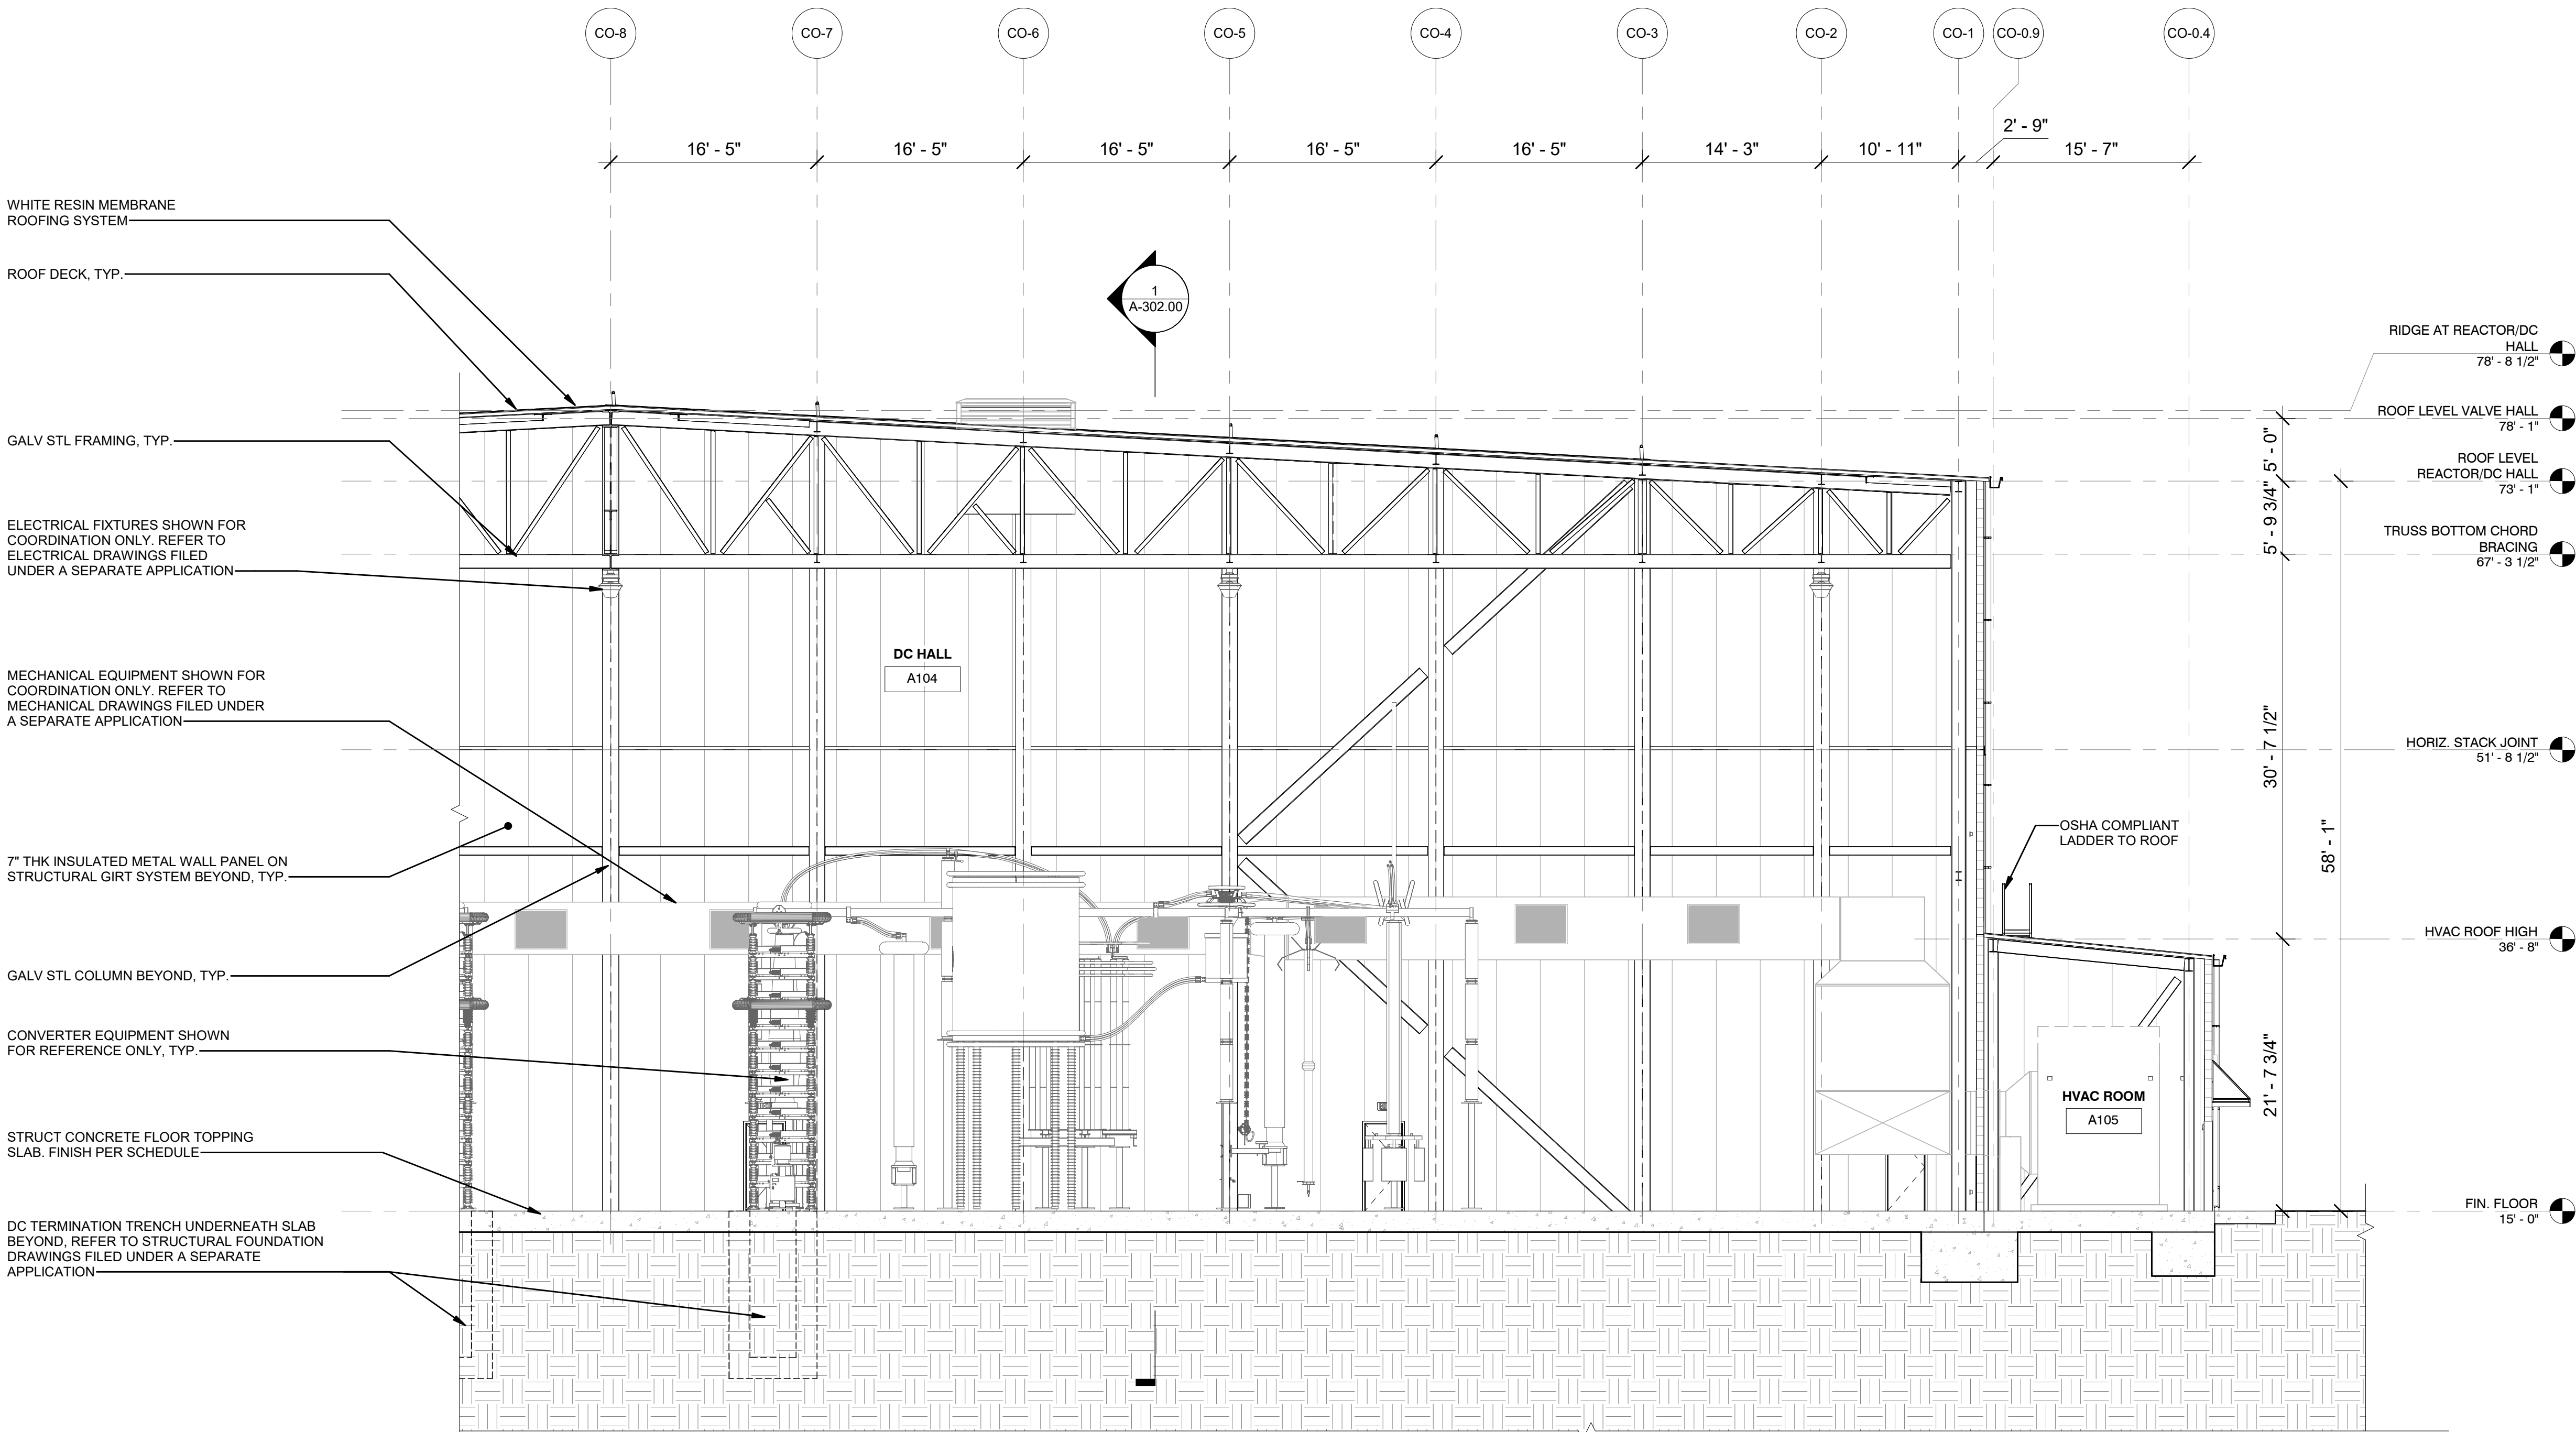 CO-8
CO-7
CO-6
CO-5
CO-4
CO-3
CO-2
CO-1
CO-0.9
CO-0.4
16' - 5"
16' - 5"
16' - 5"
16' - 5"
16' - 5"
14' - 3"
10' - 11"
2' - 9"
15' - 7"
WHITE RESIN MEMBRANE
ROOFING SYSTEM
ROOF DECK, TYP.
GALV STL FRAMING, TYP.
ELECTRICAL FIXTURES SHOWN FOR
COORDINATION ONLY. REFER TO
ELECTRICAL DRAWINGS FILED
UNDER A SEPARATE APPLICATION
MECHANICAL EQUIPMENT SHOWN FOR
COORDINATION ONLY. REFER TO
MECHANICAL DRAWINGS FILED UNDER
A SEPARATE APPLICATION
7" THK INSULATED METAL WALL PANEL ON
STRUCTURAL GIRT SYSTEM BEYOND, TYP.
GALV STL COLUMN BEYOND, TYP.
CONVERTER EQUIPMENT SHOWN
FOR REFERENCE ONLY, TYP.
STRUCT CONCRETE FLOOR TOPPING
SLAB. FINISH PER SCHEDULE
DC TERMINATION TRENCH UNDERNEATH SLAB
BEYOND, REFER TO STRUCTURAL FOUNDATION
DRAWINGS FILED UNDER A SEPARATE
APPLICATION
1
A-302.00
DC HALL
A104
OSHA COMPLIANT
LADDER TO ROOF
HVAC ROOM
A105
5' - 0"
5' - 9 3/4"
30' - 7 1/2"
21' - 7 3/4"
58' - 1"
RIDGE AT REACTOR/DC
HALL
78' - 8 1/2"
ROOF LEVEL VALVE HALL
78' - 1"
ROOF LEVEL
REACTOR/DC HALL
73' - 1"
TRUSS BOTTOM CHORD
BRACING
67' - 3 1/2"
HORIZ. STACK JOINT
51' - 8 1/2"
HVAC ROOF HIGH
36' - 8"
FIN. FLOOR
15' - 0"